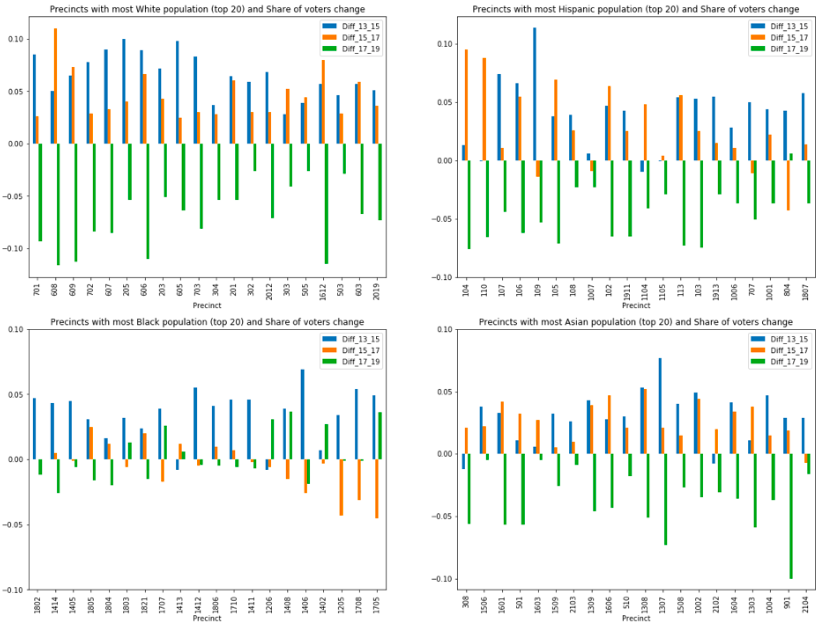 Precincts with most White population (top 20) and Share of voters change
Diff_13_15
Diff_15_17
Diff_17_19
0.10
0.05
0.00
−0.05
−0.10
701 608 609 702 607 205 606 203 605 703 304 201 302 2012 303 505 1612 503 603 2019
Precinct
Precincts with most Hispanic population (top 20) and Share of voters change
Diff_13_15
Diff_15_17
Diff_17_19
0.10
0.05
0.00
−0.05
−0.10
104 110 107 106 109 105 108 1007 102 1911 1104 1105 113 103 1913 1006 707 1001 804 1807
Precinct
Precincts with most Black population (top 20) and Share of voters change
Diff_13_15
Diff_15_17
Diff_17_19
0.10
0.05
0.00
−0.05
−0.10
1802 1414 1405 1805 1804 1803 1821 1707 1413 1412 1806 1710 1411 1206 1408 1406 1402 1205 1708 1705
Precinct
Precincts with most Asian population (top 20) and Share of voters change
Diff_13_15
Diff_15_17
Diff_17_19
0.10
0.05
0.00
−0.05
−0.10
308 1506 1601 501 1603 1509 2103 1309 1606 510 1308 1307 1508 1002 2102 1604 1303 1004 901 2104
Precinct